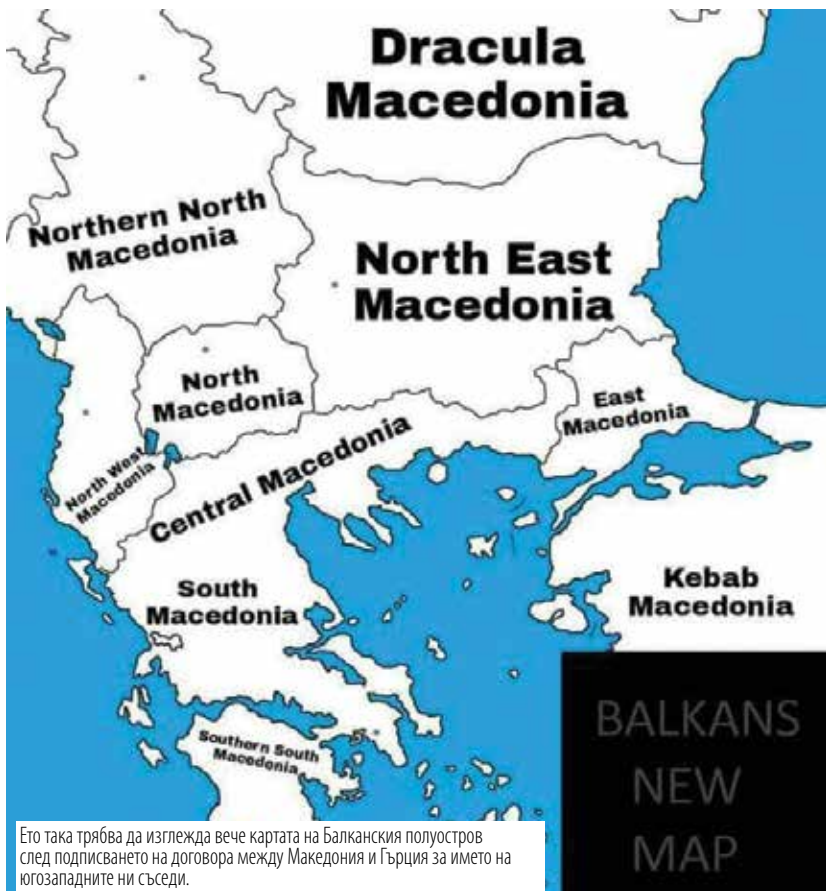 Dracula
Macedonia
Northern North
Macedonia
North East
Macedonia
North
Macedonia
East
Macedonia
North West
Macedonia
Central Macedonia
South
Macedonia
Kebab
Macedonia
Southern South
Macedonia
BALKANS
NEW
MAP
Ето така трябва да изглежда вече картата на Балканския полуостров
след подписването на договора между Македония и Гърция за името на
югозападните ни съседи.